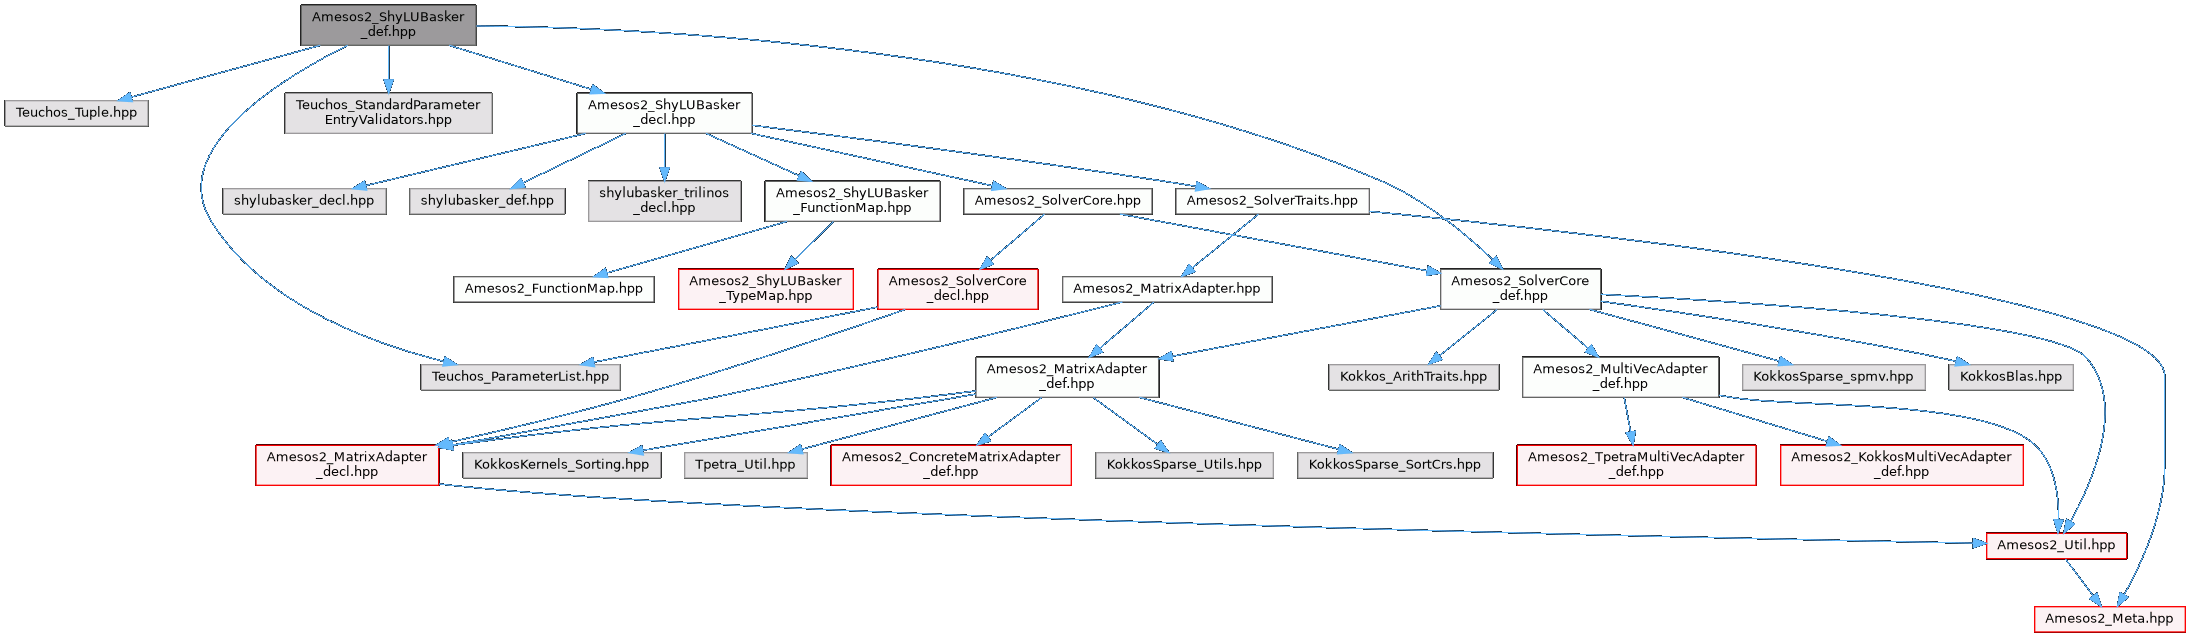 Amesos2_ShyLUBasker
_def.hpp
Teuchos_Tuple.hpp
Teuchos_StandardParameter
EntryValidators.hpp
Amesos2_ShyLUBasker
_decl.hpp
shylubasker_decl.hpp
shylubasker_def.hpp
shylubasker_trilinos
_decl.hpp
Amesos2_ShyLUBasker
_FunctionMap.hpp
Amesos2_SolverCore.hpp
Amesos2_SolverTraits.hpp
Amesos2_FunctionMap.hpp
Amesos2_ShyLUBasker
_TypeMap.hpp
Amesos2_SolverCore
_decl.hpp
Amesos2_MatrixAdapter.hpp
Amesos2_SolverCore
_def.hpp
Teuchos_ParameterList.hpp
Amesos2_MatrixAdapter
_def.hpp
Kokkos_ArithTraits.hpp
Amesos2_MultiVecAdapter
_def.hpp
KokkosSparse_spmv.hpp
KokkosBlas.hpp
Amesos2_MatrixAdapter
_decl.hpp
KokkosKernels_Sorting.hpp
Tpetra_Util.hpp
Amesos2_ConcreteMatrixAdapter
_def.hpp
KokkosSparse_Utils.hpp
KokkosSparse_SortCrs.hpp
Amesos2_TpetraMultiVecAdapter
_def.hpp
Amesos2_KokkosMultiVecAdapter
_def.hpp
Amesos2_Util.hpp
Amesos2_Meta.hpp